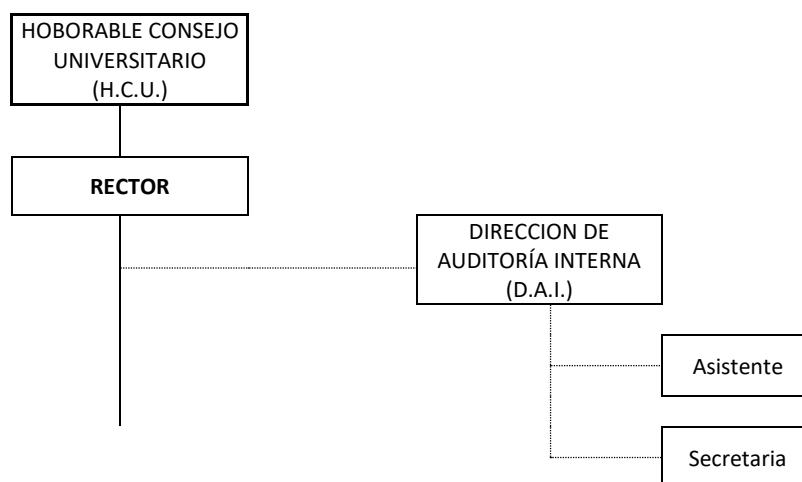 HOBORABLE CONSEJO
UNIVERSITARIO
(H.C.U.)
RECTOR
DIRECCION DE
AUDITORÍA INTERNA
(D.A.I.)
Asistente
Secretaria